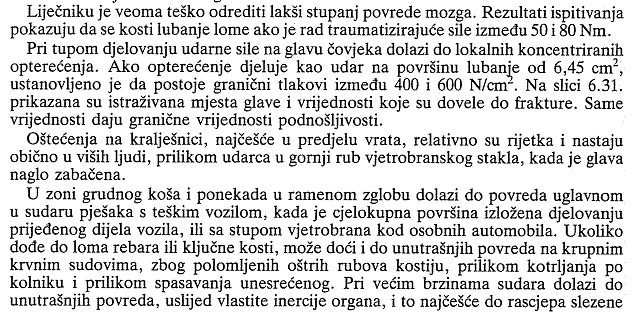 Liječniku je veoma teško odrediti lakši stupanj povrede mozga. Rezultati ispitivanja
pokazuju da se kosti lubanje lome ako je rad traumatizirajuće sile između 50 i 80 Nm.
Pri tupom djelovanju udarne sile na glavu čovjeka dolazi do lokalnih koncentriranih
opterećenja. Ako opterećenje djeluje kao udar na površinu lubanje od 6,45 cm²,
ustanovljeno je da postoje granični tlakovi između 400 i 600 N/cm². Na slici 6.31.
prikazana su istraživana mjesta glave i vrijednosti koje su dovele do frakture. Same
vrijednosti daju granične vrijednosti podnošljivosti.
Oštećenja na kralješnici, najčešće u predjelu vrata, relativno su rijetka i nastaju
obično u viših ljudi, prilikom udarca u gornji rub vjetrobranskog stakla, kada je glava
naglo zabačena.
U zoni grudnog koša i ponekada u ramenom zglobu dolazi do povreda uglavnom
u sudaru pješaka s teškim vozilom, kada je cjelokupna površina izložena djelovanju
prijeđenog dijela vozila, ili sa stupom vjetrobrana kod osobnih automobila. Ukoliko
dođe do loma rebara ili ključne kosti, može doći i do unutrašnjih povreda na krupnim
krvnim sudovima, zbog polomljenih oštrih rubova kostiju, prilikom kotrljanja po
kolniku i prilikom spasavanja unesrećenog. Pri većim brzinama sudara dolazi do
unutrašnjih povreda, uslijed vlastite inercije organa, i to najčešće do rascjepa slezene